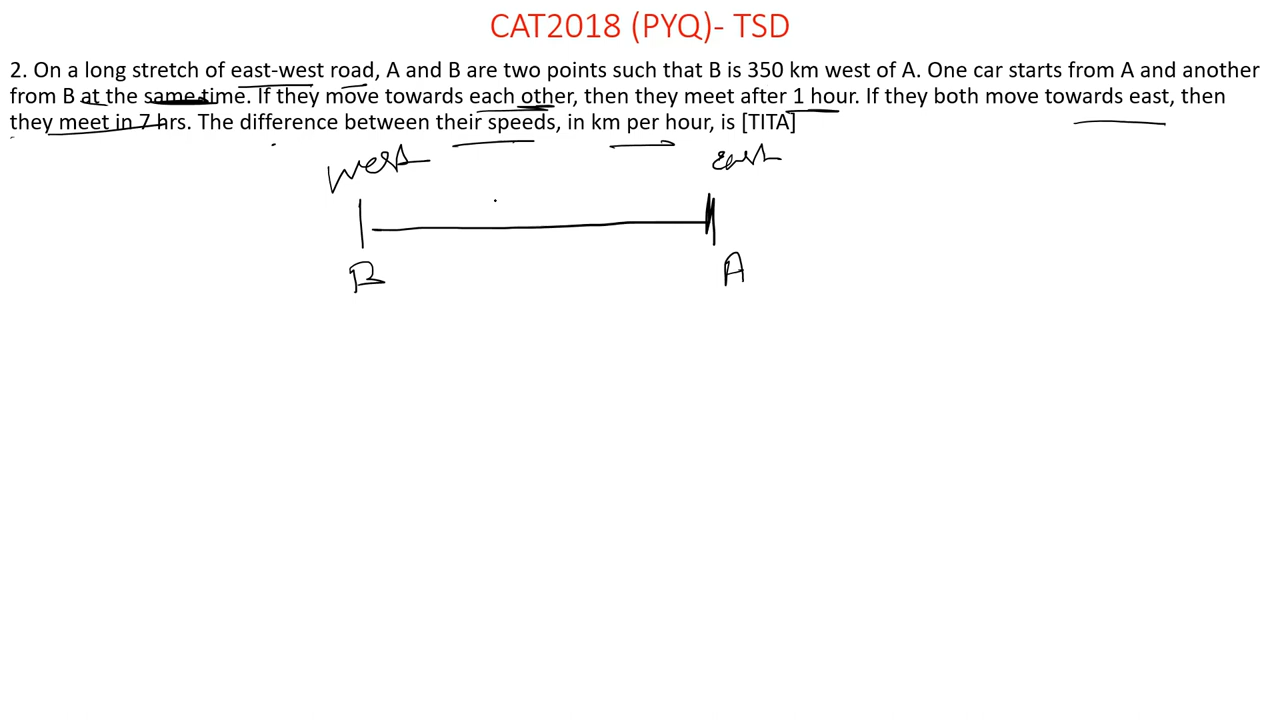 CAT2018 (PYQ)- TSD
2. On a long stretch of east-west road, A and B are two points such that B is 350 km west of A. One car starts from A and another
from B at the same time. If they move towards each other, then they meet after 1 hour. If they both move towards east, then
they meet in 7 hrs. The difference between their speeds, in km per hour, is [TITA]
west east
B A